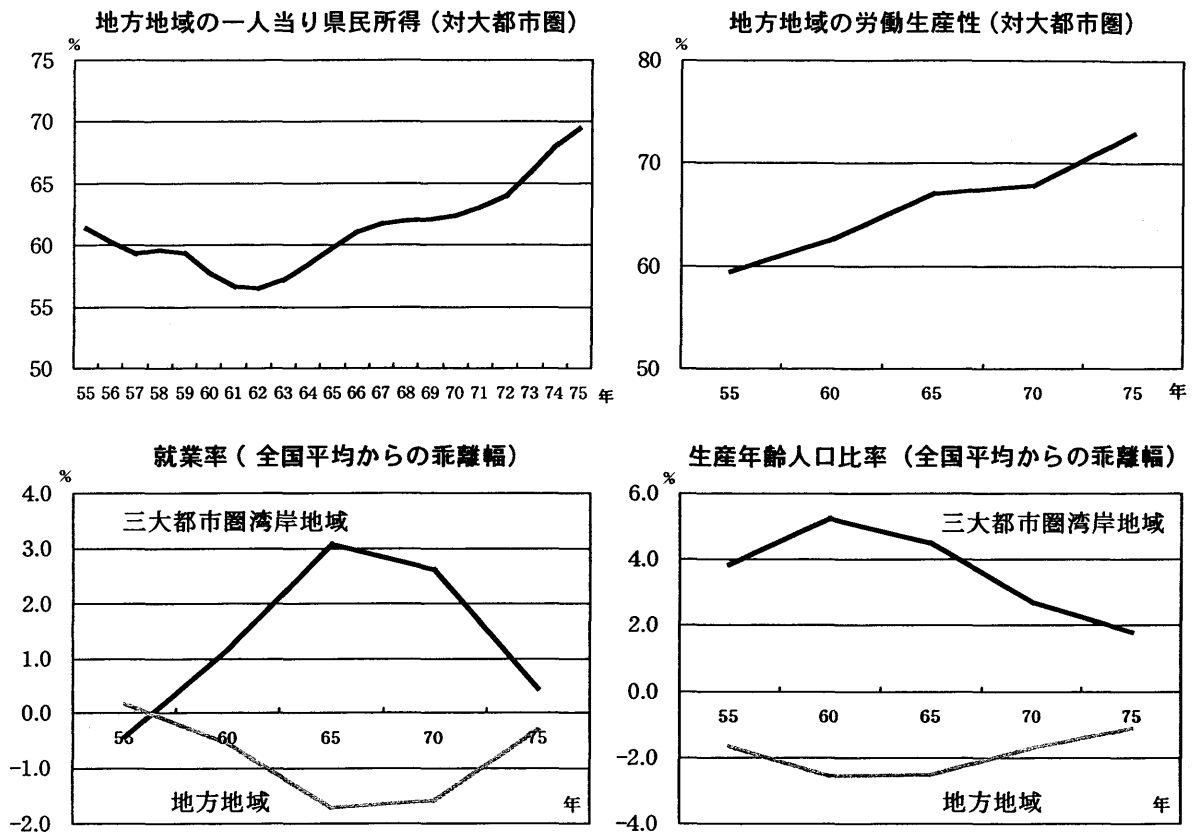 地方地域の一人当り県民所得（対大都市圏）
%
75
70
65
60
55
50
55 56 57 58 59 60 61 62 63 64 65 66 67 68 69 70 71 72 73 74 75 年
地方地域の労働生産性（対大都市圏）
%
80
70
60
50
55 60 65 70 75 年
就業率（ 全国平均からの乖離幅）
%
4.0
3.0
2.0
1.0
0.0
-1.0
-2.0
三大都市圏湾岸地域
55 60 65 70 75
地方地域
年
生産年齢人口比率（全国平均からの乖離幅）
%
6.0
4.0
2.0
0.0
-2.0
-4.0
三大都市圏湾岸地域
55 60 65 70 75
地方地域
年